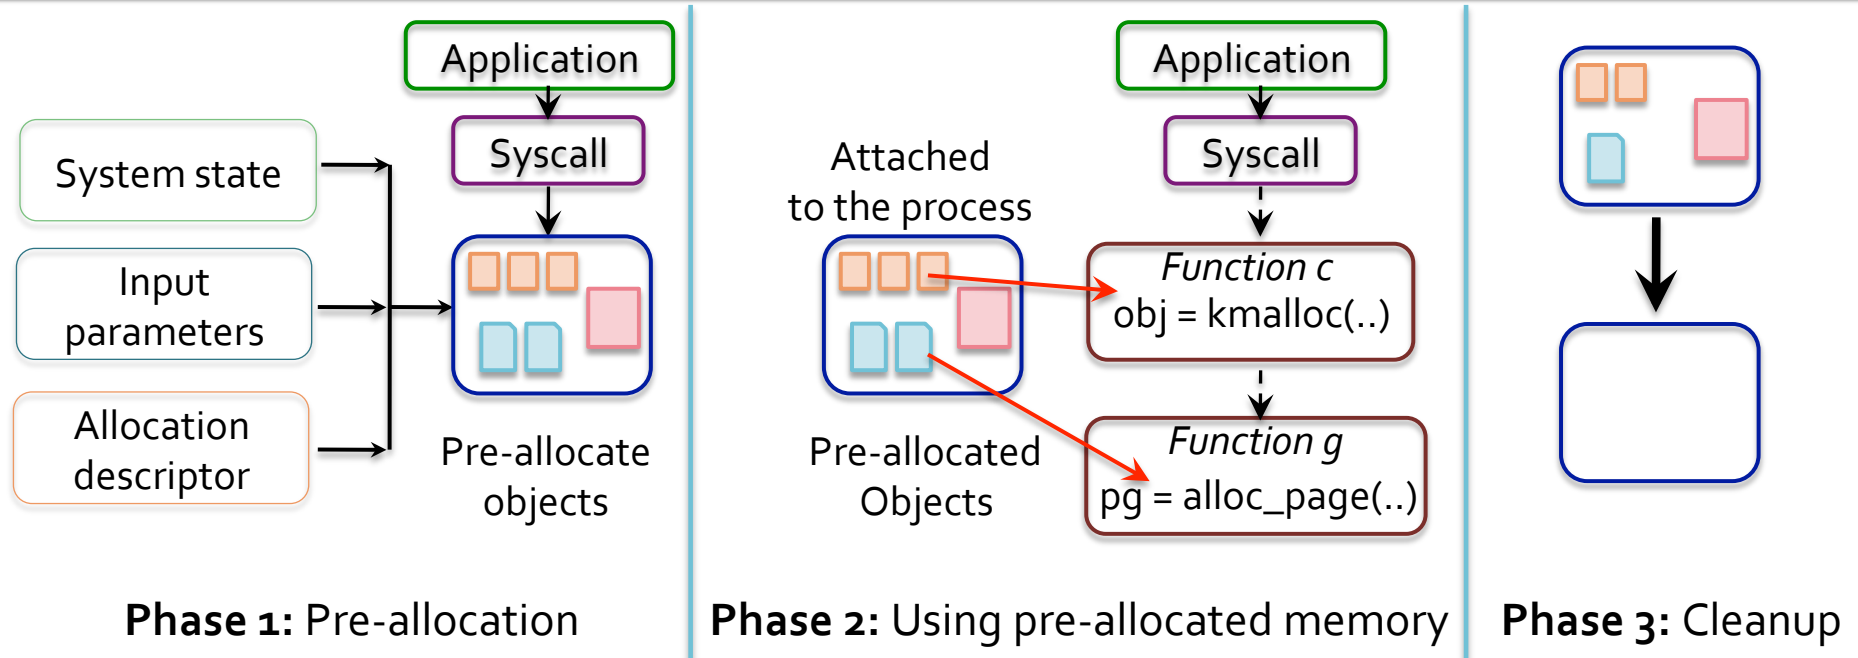 Application
Syscall
System state
Input
parameters
Allocation
descriptor
Pre-allocate
objects
Phase 1: Pre-allocation
Application
Syscall
Attached
to the process
Function c
obj = kmalloc(..)
Function g
pg = alloc_page(..)
Pre-allocated
Objects
Phase 2: Using pre-allocated memory
Phase 3: Cleanup